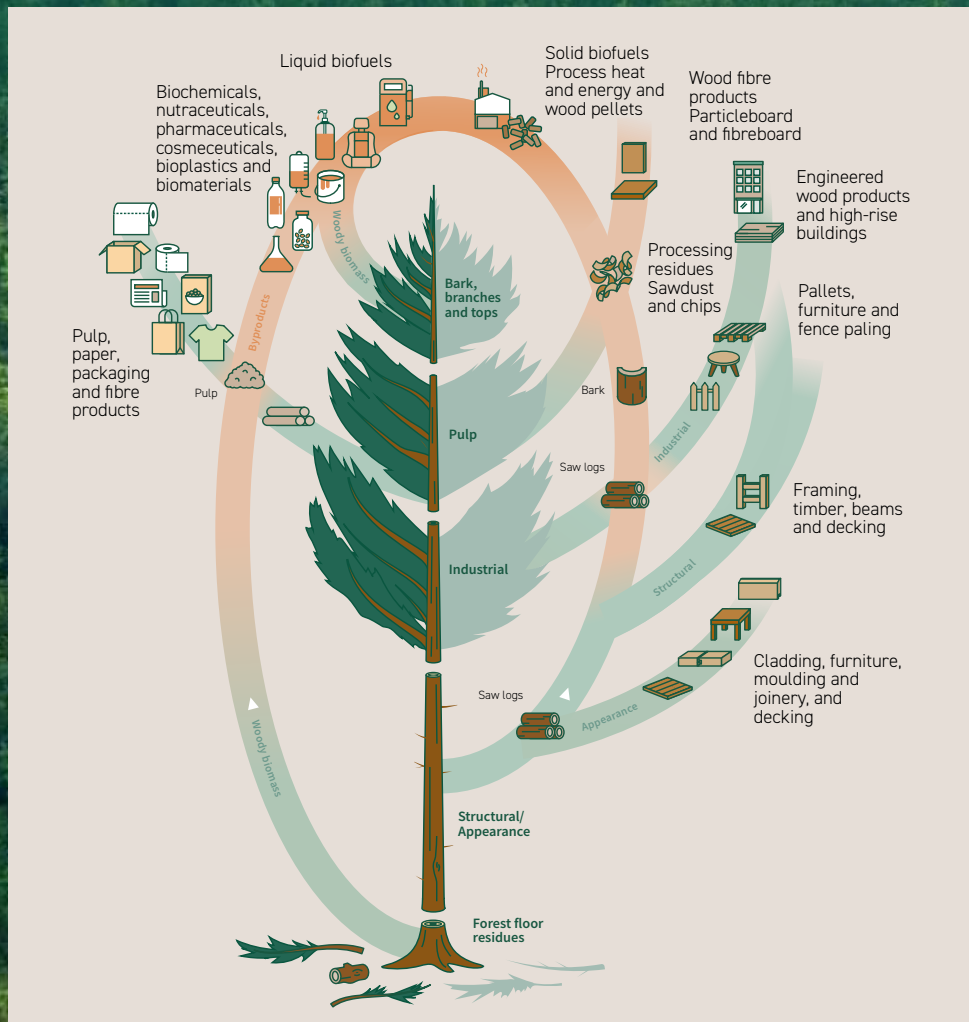 Liquid biofuels
Solid biofuels
Process heat
and energy and
wood pellets
Wood fibre
products
Particleboard
and fibreboard
Biochemicals,
nutraceuticals,
pharmaceuticals,
cosmeceuticals,
bioplastics and
biomaterials
Engineered
wood products
and high-rise
buildings
Woody biomass
Processing
residues
Sawdust
and chips
Bark,
branches
and tops
Pallets,
furniture and
fence paling
Byproducts
Pulp,
paper,
packaging
and fibre
products
Pulp
Bark
Pulp
Industrial
Saw logs
Framing,
timber, beams
and decking
Industrial
Structural
Cladding, furniture,
moulding and
joinery, and
decking
Saw logs
Appearance
Woody biomass
Structural/
Appearance
Forest floor
residues